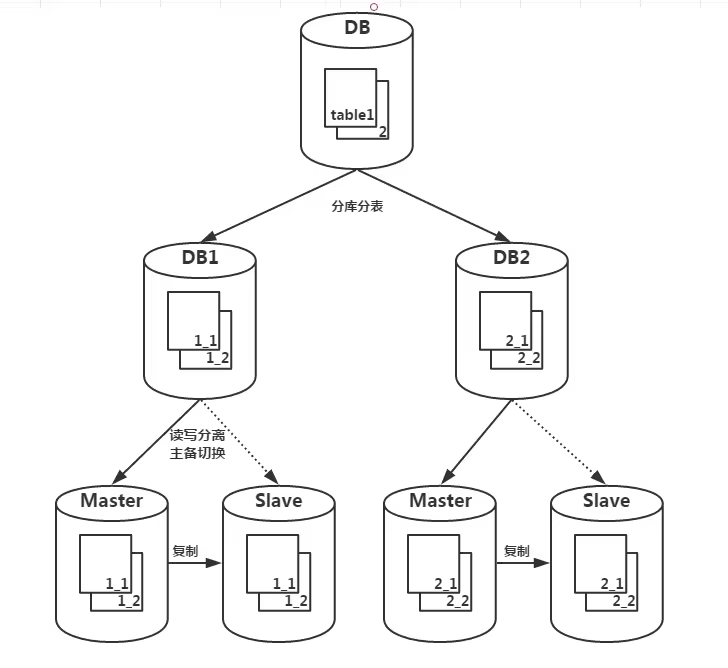 DB
table1
2
分库分表
DB1
1_1
1_2
DB2
2_1
2_2
读写分离
主备切换
Master
1_1
1_2
复制
Slave
1_1
1_2
Master
2_1
2_2
复制
Slave
2_1
2_2